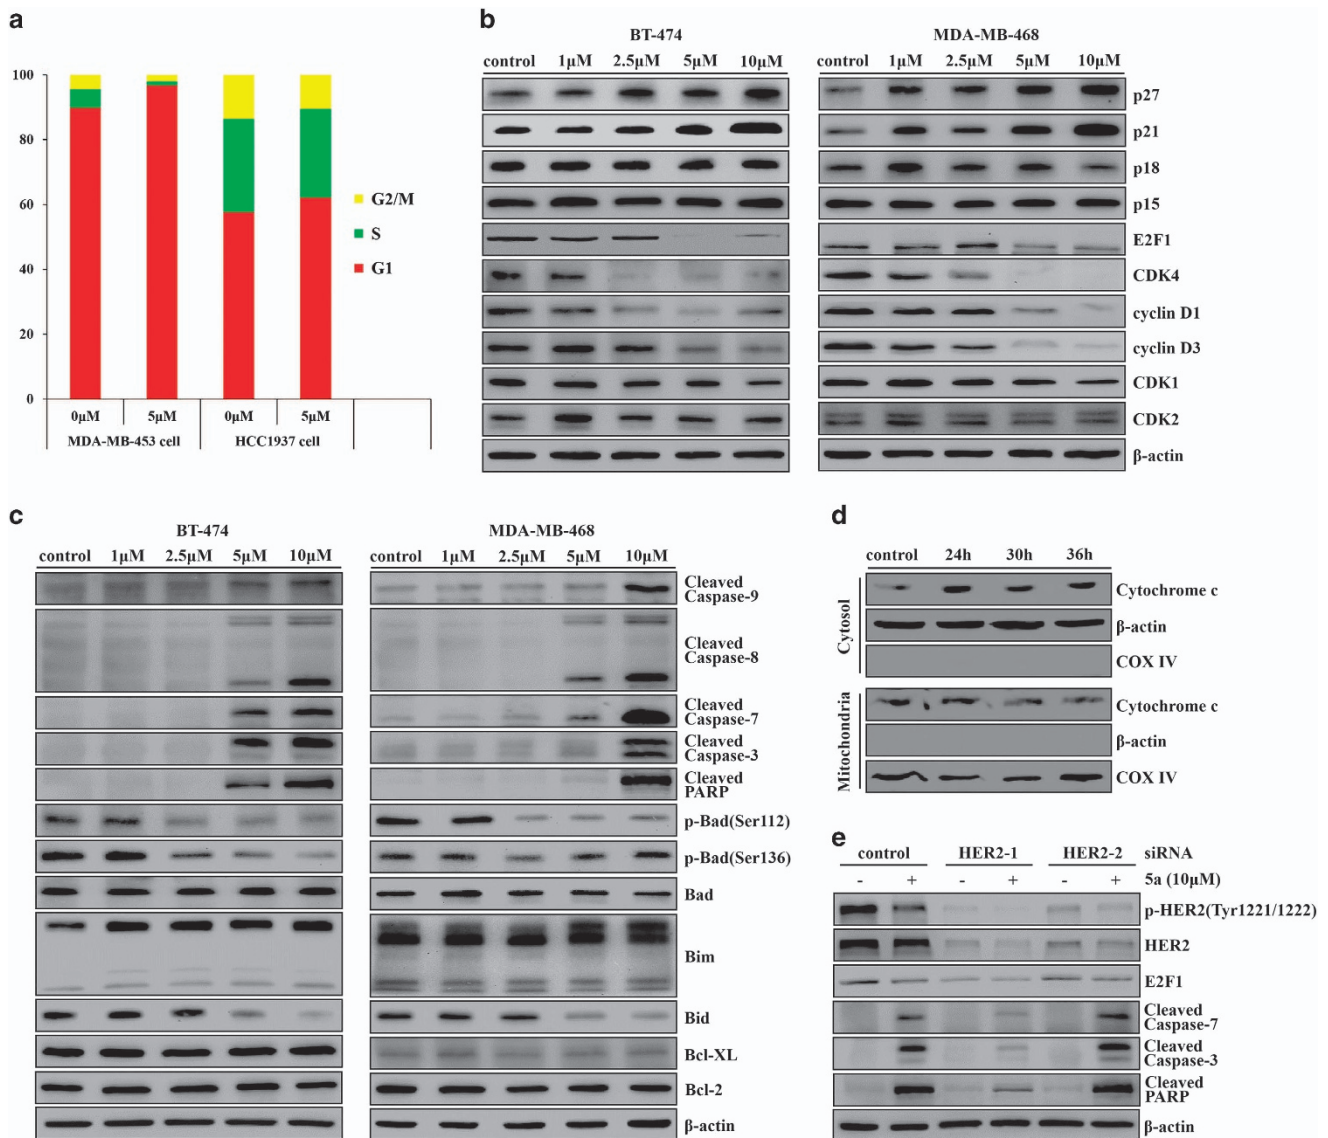 a
100
80
60
40
20
0
G2/M
S
G1
0μM 5μM 0μM 5μM
MDA-MB-453 cell HCC1937 cell
b
BT-474 MDA-MB-468
control 1μM 2.5μM 5μM 10μM control 1μM 2.5μM 5μM 10μM
p27
p21
p18
p15
E2F1
CDK4
cyclin D1
cyclin D3
CDK1
CDK2
β-actin
c
BT-474 MDA-MB-468
control 1μM 2.5μM 5μM 10μM control 1μM 2.5μM 5μM 10μM
Cleaved
Caspase-9
Cleaved
Caspase-8
Cleaved
Caspase-7
Cleaved
Caspase-3
Cleaved
PARP
p-Bad(Ser112)
p-Bad(Ser136)
Bad
Bim
Bid
Bcl-XL
Bcl-2
β-actin
d
control 24h 30h 36h
Cytosol
Cytochrome c
β-actin
COX IV
Mitochondria
Cytochrome c
β-actin
COX IV
e
control HER2-1 HER2-2 siRNA
- + - + - + 5a (10μM)
p-HER2(Tyr1221/1222)
HER2
E2F1
Cleaved
Caspase-7
Cleaved
Caspase-3
Cleaved
PARP
β-actin